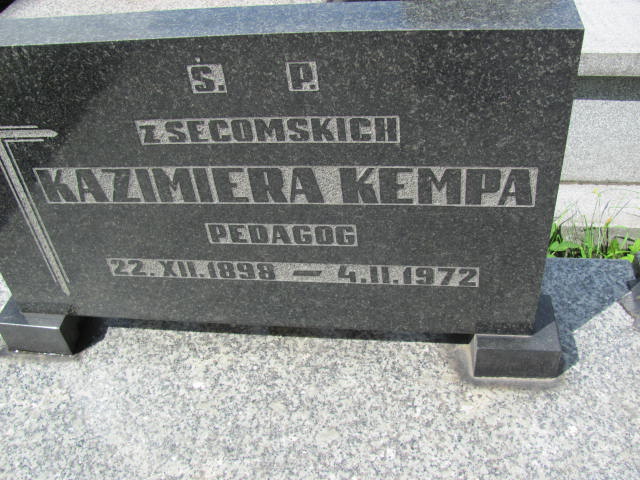 Ś. P.
Z SECOMSKICH
KAZIMIERA KEMPA
PEDAGOG
22. XII. 1898 — 4. II. 1972